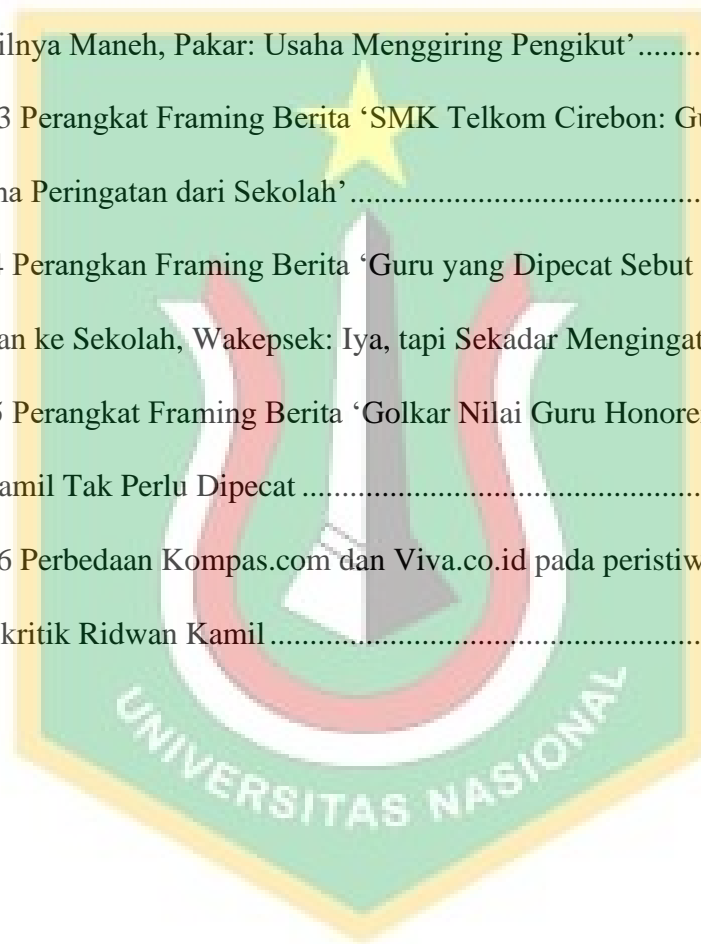 ilnya Maneh, Pakar: Usaha Menggiring Pengikut’.........
3 Perangkat Framing Berita ‘SMK Telkom Cirebon: Gu
na Peringatan dari Sekolah’.............................................
4 Perangkan Framing Berita ‘Guru yang Dipecat Sebut
an ke Sekolah, Wakepsek: Iya, tapi Sekadar Mengingat
5 Perangkat Framing Berita ‘Golkar Nilai Guru Honorer
amil Tak Perlu Dipecat ...................................................
6 Perbedaan Kompas.com dan Viva.co.id pada peristiw
kritik Ridwan Kamil .......................................................
UNIVERSITAS NASIONAL